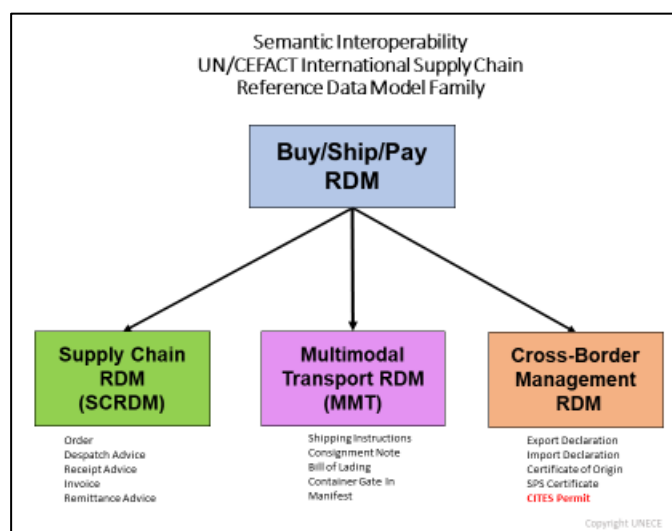 Semantic Interoperability
UN/CEFACT International Supply Chain
Reference Data Model Family
Buy/Ship/Pay
RDM
Supply Chain
RDM
(SCRDM)
Order
Despatch Advice
Receipt Advice
Invoice
Remittance Advice
Multimodal
Transport RDM
(MMT)
Shipping Instructions
Consignment Note
Bill of Lading
Container Gate In
Manifest
Cross-Border
Management
RDM
Export Declaration
Import Declaration
Certificate of Origin
SPS Certificate
CITES Permit
Copyright UNECE